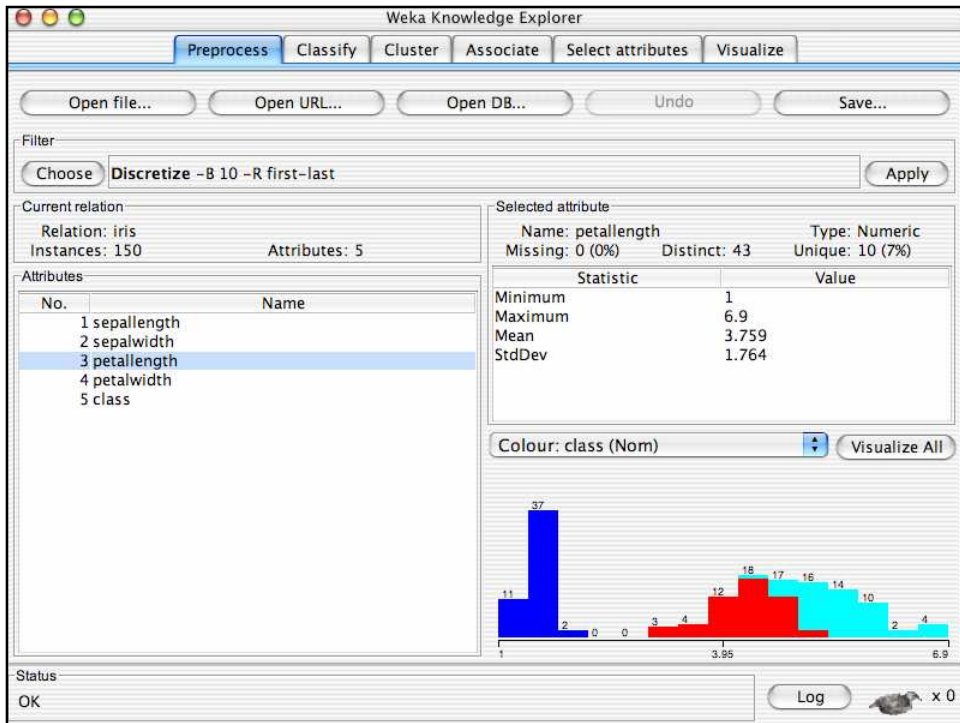 Weka Knowledge Explorer
Preprocess Classify Cluster Associate Select attributes Visualize
Open file... Open URL... Open DB... Undo Save...
Filter
Choose Discretize -B 10 -R first-last Apply
Current relation
Relation: iris
Instances: 150 Attributes: 5
Attributes
No. Name
1 sepallength
2 sepalwidth
3 petallength
4 petalwidth
5 class
Selected attribute
Name: petallength Type: Numeric
Missing: 0 (0%) Distinct: 43 Unique: 10 (7%)
Statistic Value
Minimum 1
Maximum 6.9
Mean 3.759
StdDev 1.764
Colour: class (Nom) Visualize All
11 37 2 0 0 3 4 12 18 17 16 14 10 2 4
1 3.95 6.9
Status
OK Log x 0